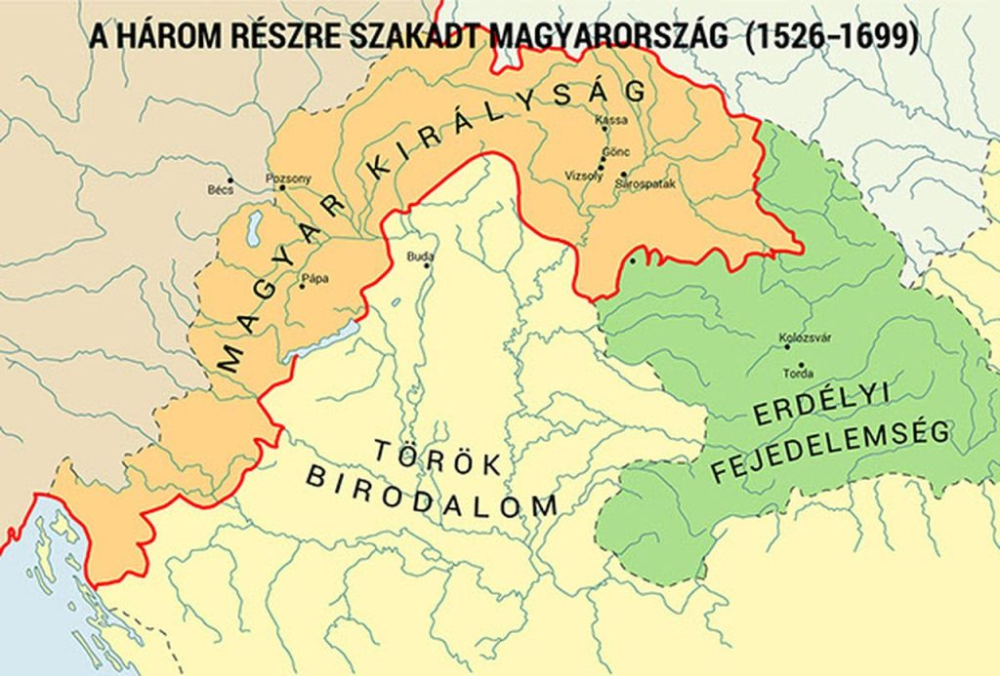 A HÁROM RÉSZRE SZAKADT MAGYARORSZÁG (1526–1699)
MAGYAR KIRÁLYSÁG
Kassa
Gönc
Vizsoly
Sárospatak
Bécs
Pozsony
Buda
Pápa
Kolozsvár
Torda
ERDÉLYI
FEJEDELEMSÉG
TÖRÖK
BIRODALOM